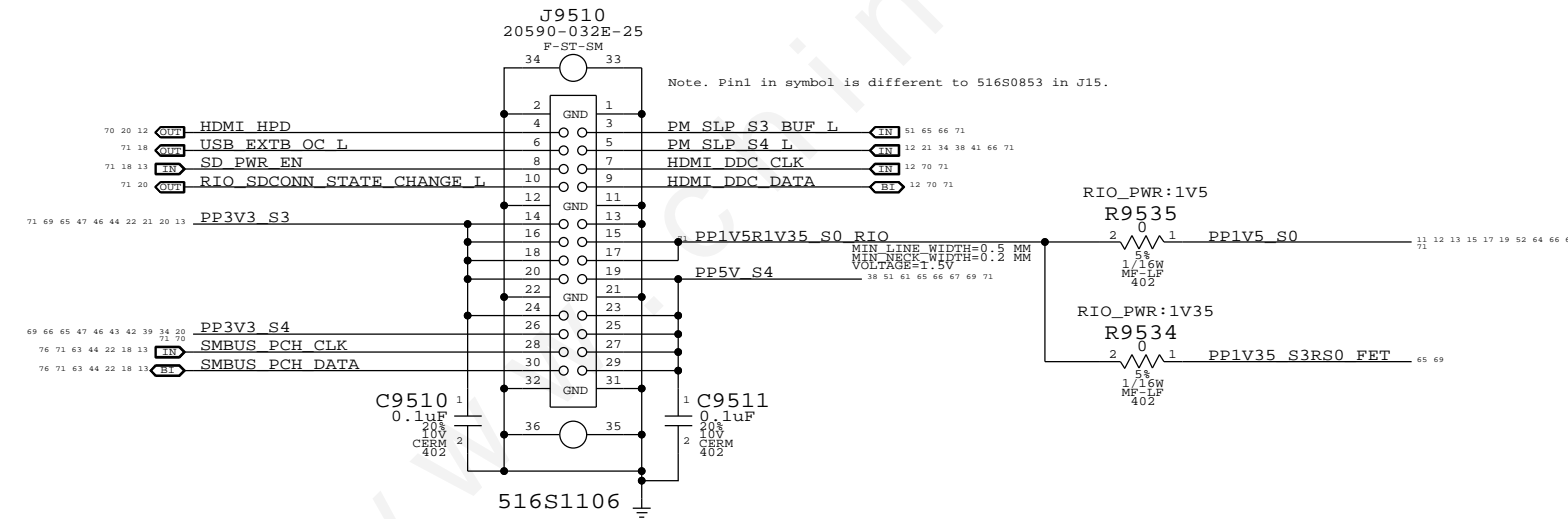 J9510
20590-032E-25
F-ST-SM
34 33
Note. Pin1 in symbol is different to 516S0853 in J15.
2 GND 1
70 20 12 OUT HDMI_HPD 4 3 PM_SLP_S3_BUF_L IN 51 65 66 71
71 18 OUT USB_EXTB_OC_L 6 5 PM_SLP_S4_L IN 12 21 34 38 41 66 71
71 18 13 IN SD_PWR_EN 8 7 HDMI_DDC_CLK IN 12 70 71
71 20 OUT RIO_SDCONN_STATE_CHANGE_L 10 9 HDMI_DDC_DATA BI 12 70 71
12 GND 11
RIO_PWR:1V5
R9535
71 69 65 47 46 44 22 21 20 13 PP3V3_S3 14 13
0
16 15 71 PP1V5R1V35_S0_RIO 2 1 PP1V5_S0 11 12 13 15 17 19 52 64 66
71
MIN_LINE_WIDTH=0.5 MM
MIN_NECK_WIDTH=0.2 MM
VOLTAGE=1.5V
5%
1/16W
MF-LF
402
18 17
20 19 PP5V_S4 38 51 61 65 66 67 69 71
22 GND 21
24 23
RIO_PWR:1V35
R9534
0
69 66 65 47 46 43 42 39 34 20 PP3V3_S4 26 25
71 70
76 71 63 44 22 18 13 IN SMBUS_PCH_CLK 28 27
2 1 PP1V35_S3RS0_FET 65 69
5%
1/16W
MF-LF
402
76 71 63 44 22 18 13 BI SMBUS_PCH_DATA 30 29
32 GND 31
C9510 1
0.1uF
20%
10V
CERM 2
402
1 C9511
0.1uF
20%
10V
2 CERM
402
36 35
516S1106
www.chin